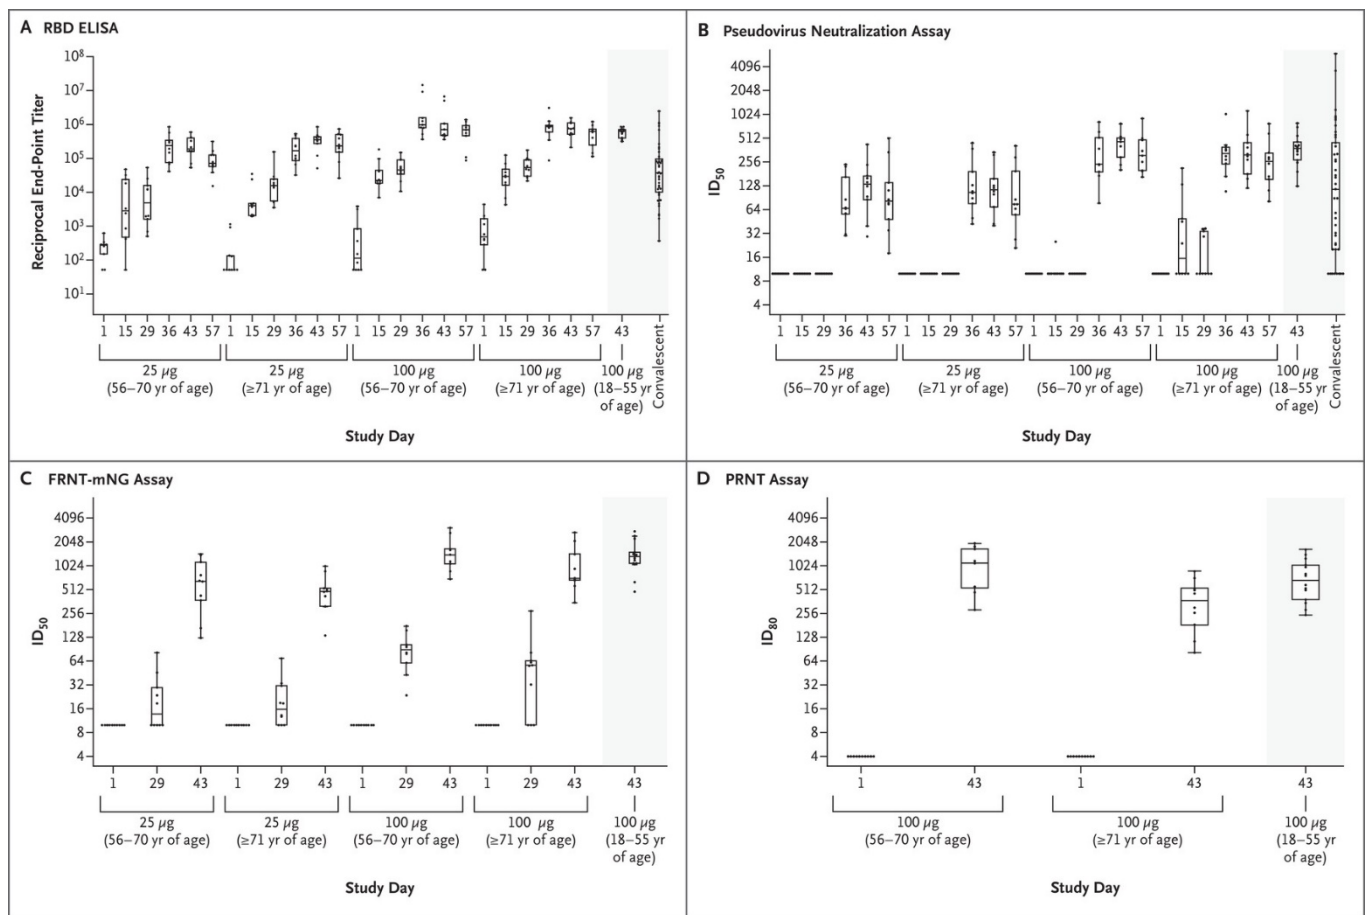 A RBD ELISA
Reciprocal End-Point Titer
10⁸
10⁷
10⁶
10⁵
10⁴
10³
10²
10¹
1 15 29 36 43 57 1 15 29 36 43 57 1 15 29 36 43 57 1 15 29 36 43 57 43 Convalescent
25 µg 25 µg 100 µg 100 µg 100 µg
(56–70 yr of age) (≥71 yr of age) (56–70 yr of age) (≥71 yr of age) (18–55 yr
of age)
Study Day
B Pseudovirus Neutralization Assay
ID₅₀
4096
2048
1024
512
256
128
64
32
16
8
4
1 15 29 36 43 57 1 15 29 36 43 57 1 15 29 36 43 57 1 15 29 36 43 57 43 Convalescent
25 µg 25 µg 100 µg 100 µg 100 µg
(56–70 yr of age) (≥71 yr of age) (56–70 yr of age) (≥71 yr of age) (18–55 yr
of age)
Study Day
C FRNT-mNG Assay
ID₅₀
4096
2048
1024
512
256
128
64
32
16
8
4
1 29 43 1 29 43 1 29 43 1 29 43 43
25 µg 25 µg 100 µg 100 µg 100 µg
(56–70 yr of age) (≥71 yr of age) (56–70 yr of age) (≥71 yr of age) (18–55 yr
of age)
Study Day
D PRNT Assay
ID₈₀
4096
2048
1024
512
256
128
64
32
16
8
4
1 43 1 43 43
100 µg 100 µg 100 µg
(56–70 yr of age) (≥71 yr of age) (18–55 yr
of age)
Study Day